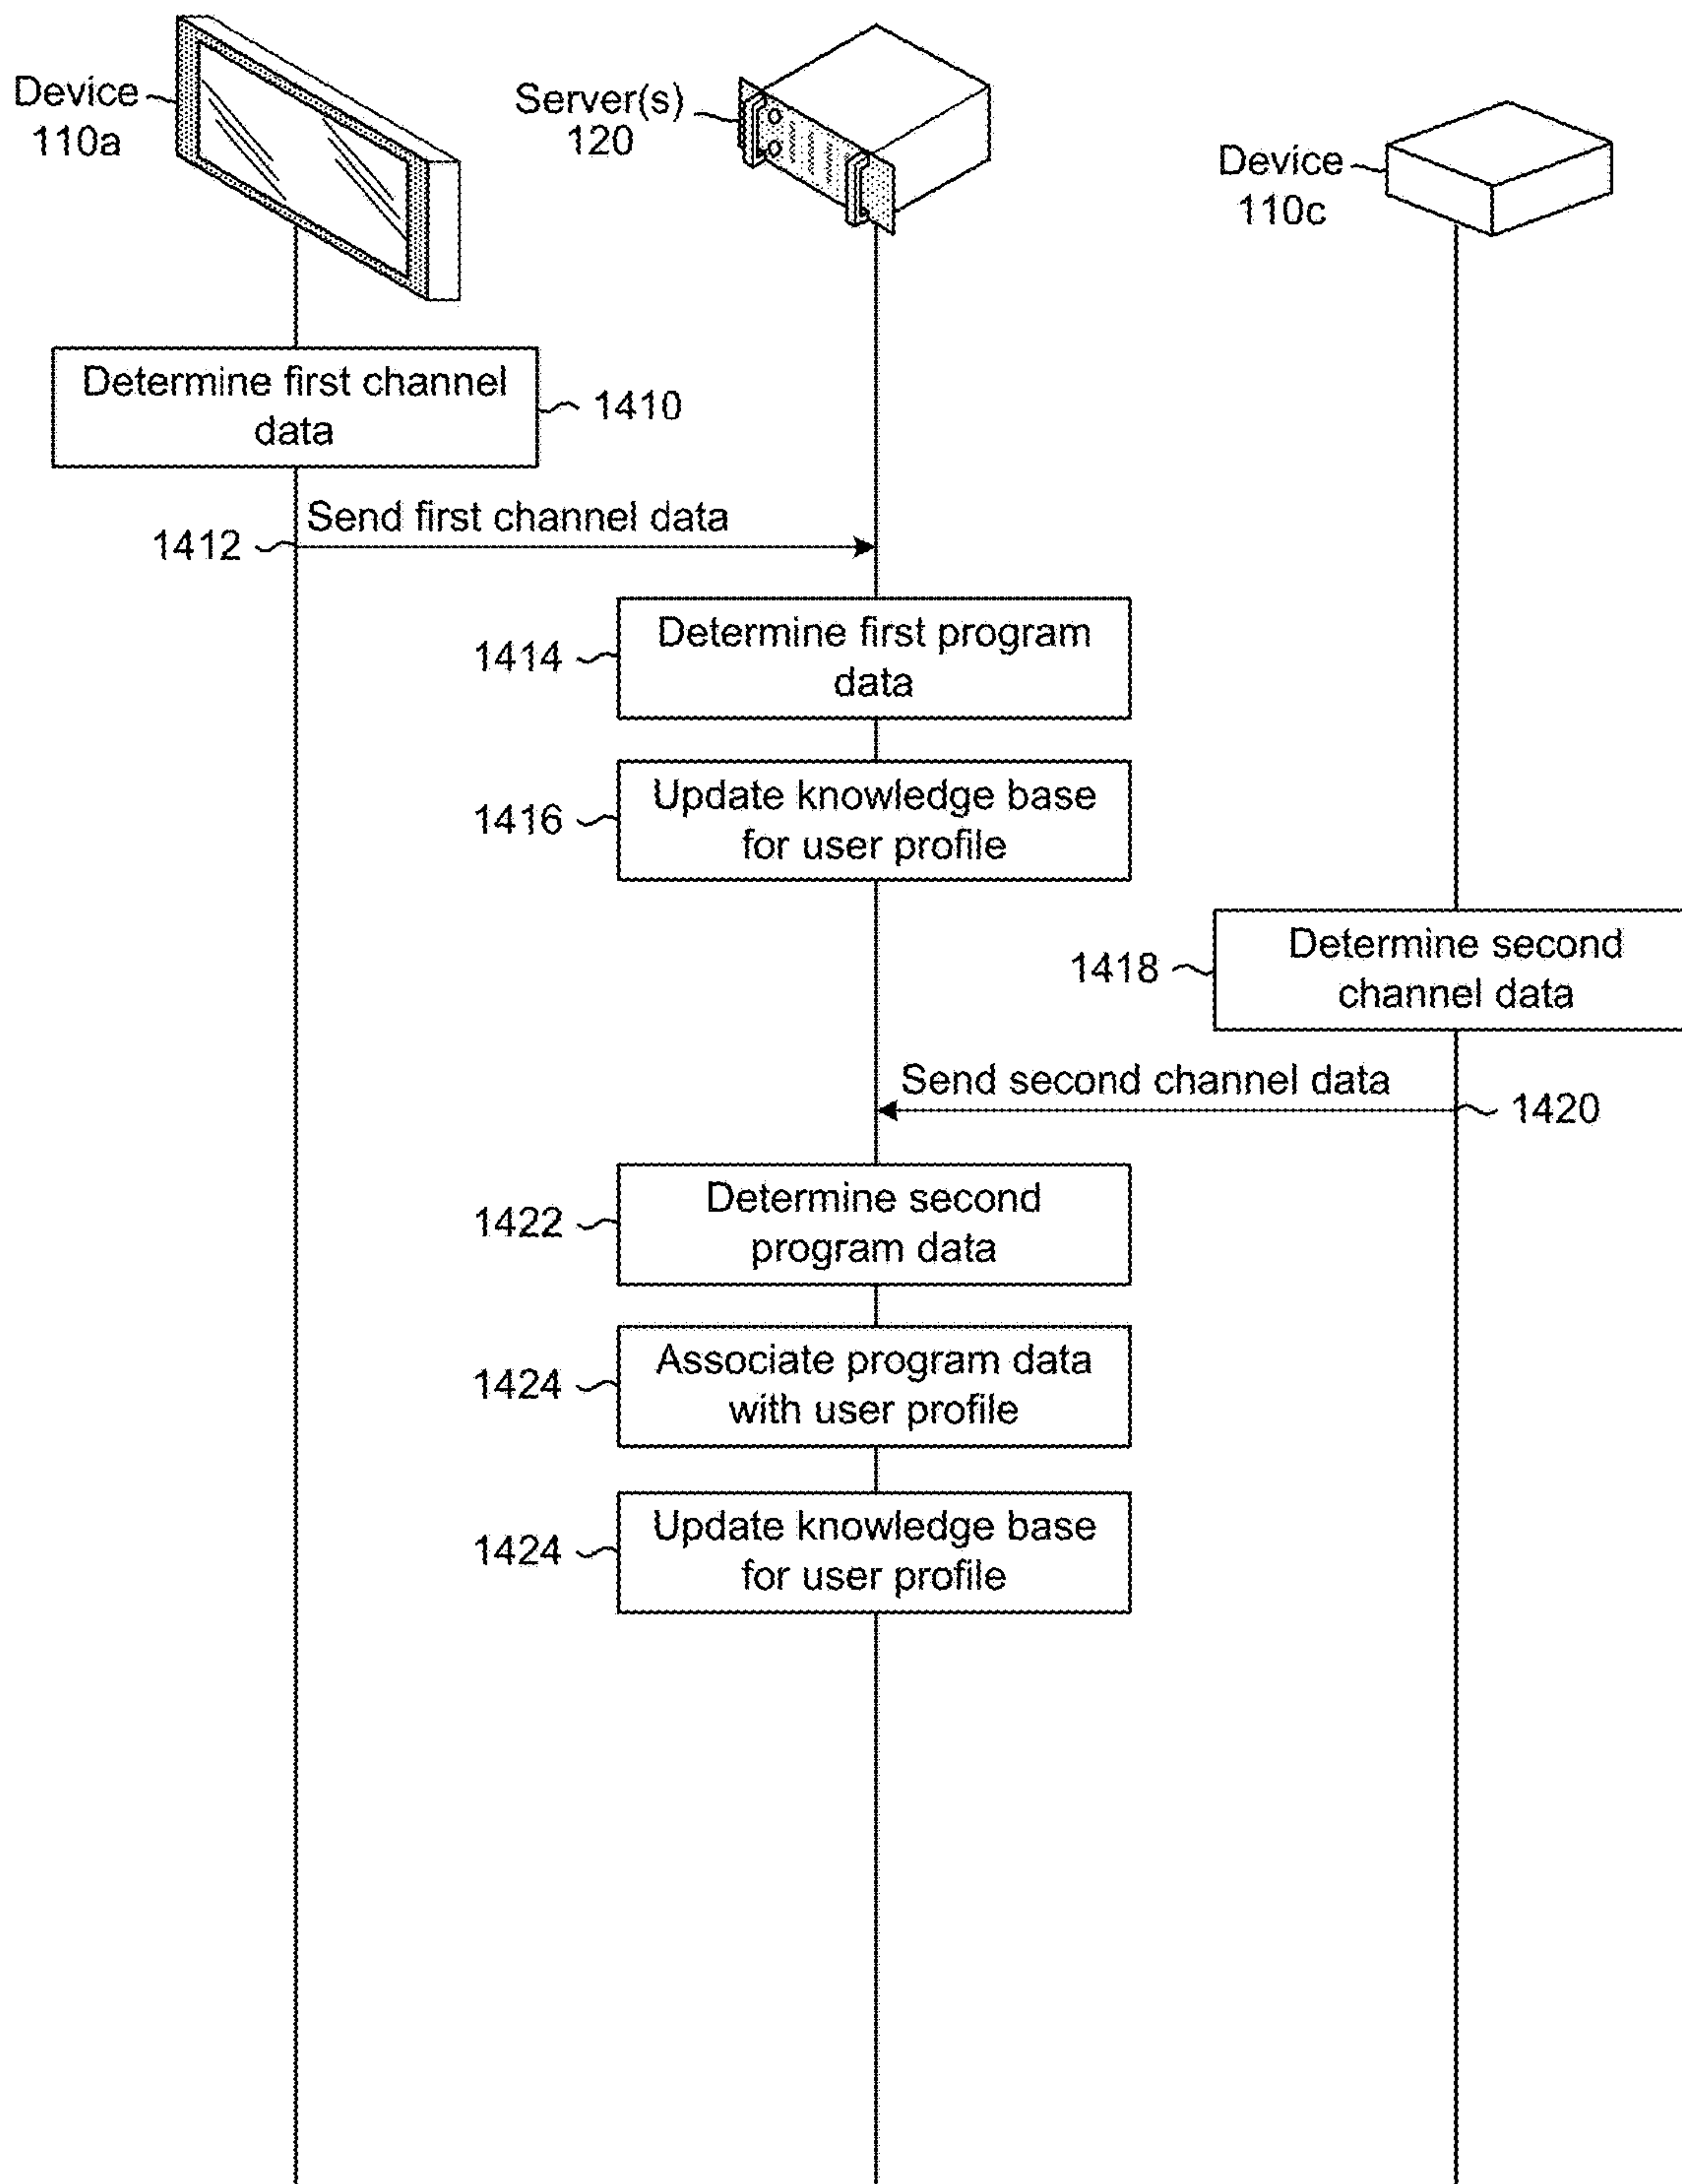 Device
110a
Server(s)
120
Device
110c
Determine first channel
data
1410
Send first channel data
1412
1414
Determine first program
data
1416
Update knowledge base
for user profile
1418
Determine second
channel data
Send second channel data
1420
1422
Determine second
program data
1424
Associate program data
with user profile
1424
Update knowledge base
for user profile